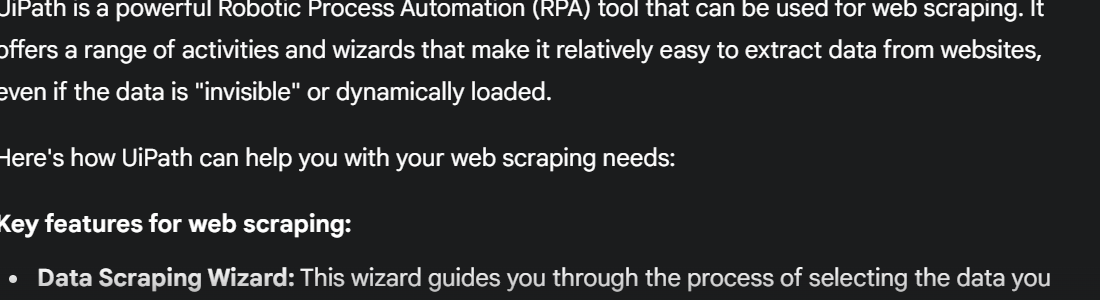 UiPath is a powerful Robotic Process Automation (RPA) tool that can be used for web scraping. It
offers a range of activities and wizards that make it relatively easy to extract data from websites,
even if the data is "invisible" or dynamically loaded.
Here's how UiPath can help you with your web scraping needs:
Key features for web scraping:
• Data Scraping Wizard: This wizard guides you through the process of selecting the data you